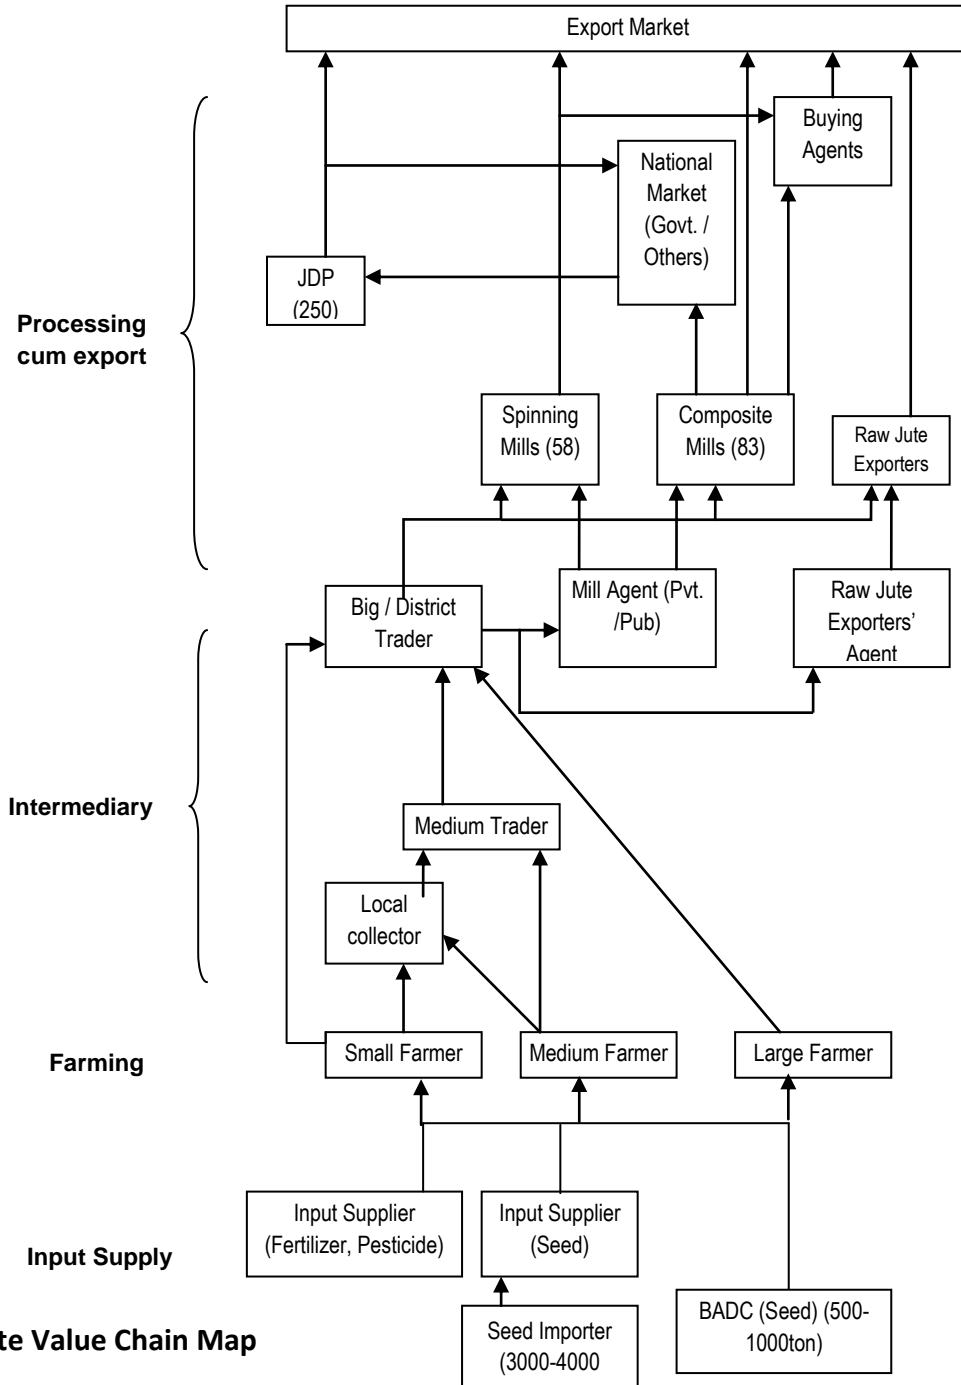 Export Market
Buying
Agents
National
Market
(Govt. /
Others)
JDP
(250)
Processing
cum export
Spinning
Mills (58)
Composite
Mills (83)
Raw Jute
Exporters
Big / District
Trader
Mill Agent (Pvt.
/Pub)
Raw Jute
Exporters’
Agent
Intermediary
Medium Trader
Local
collector
Farming
Small Farmer
Medium Farmer
Large Farmer
Input Supplier
(Fertilizer, Pesticide)
Input Supplier
(Seed)
Input Supply
BADC (Seed) (500-
1000ton)
Seed Importer
(3000-4000
te Value Chain Map